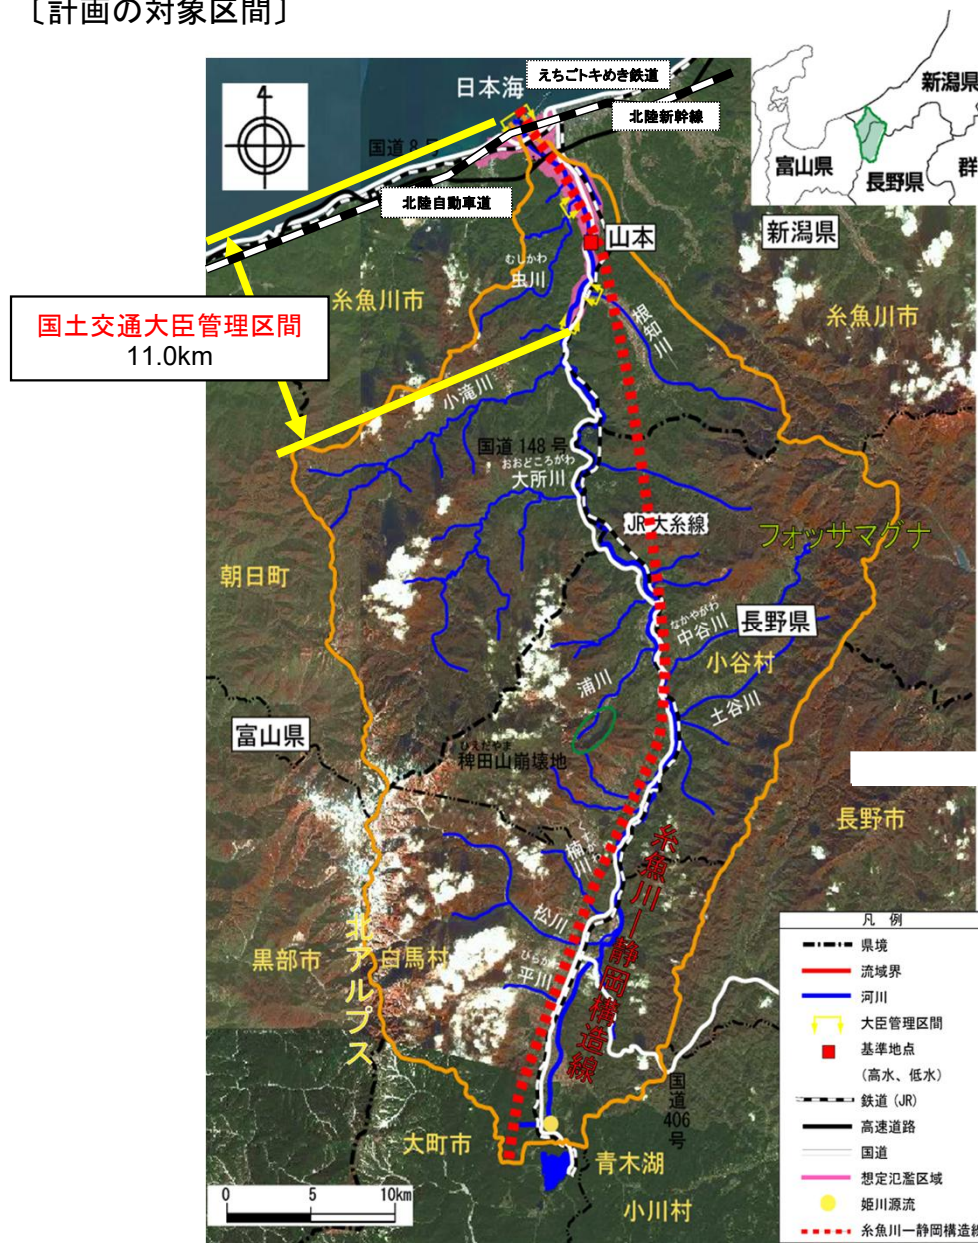 〔計画の対象区間〕
日本海
えちごトキめき鉄道
北陸新幹線
国道8
北陸自動車道
新潟県
富山県
長野県
群
山本
新潟県
むしかわ
虫川
糸魚川市
糸魚川市
根知川
国土交通大臣管理区間
11.0km
小滝川
国道148号
おおどころがわ
大所川
JR大糸線
フォッサマグナ
朝日町
なかやがわ
中谷川
長野県
小谷村
浦川
土谷川
富山県
ひえだやま
稗田山崩壊地
長野市
楠川
松川
糸魚川ー静岡構造線
北アルプス
黒部市
白馬村
ひらかわ
平川
国道406号
大町市
青木湖
小川村
0 5 10km
凡 例
県境
流域界
河川
大臣管理区間
基準地点
(高水、低水)
鉄道(JR)
高速道路
国道
想定氾濫区域
姫川源流
糸魚川ー静岡構造線